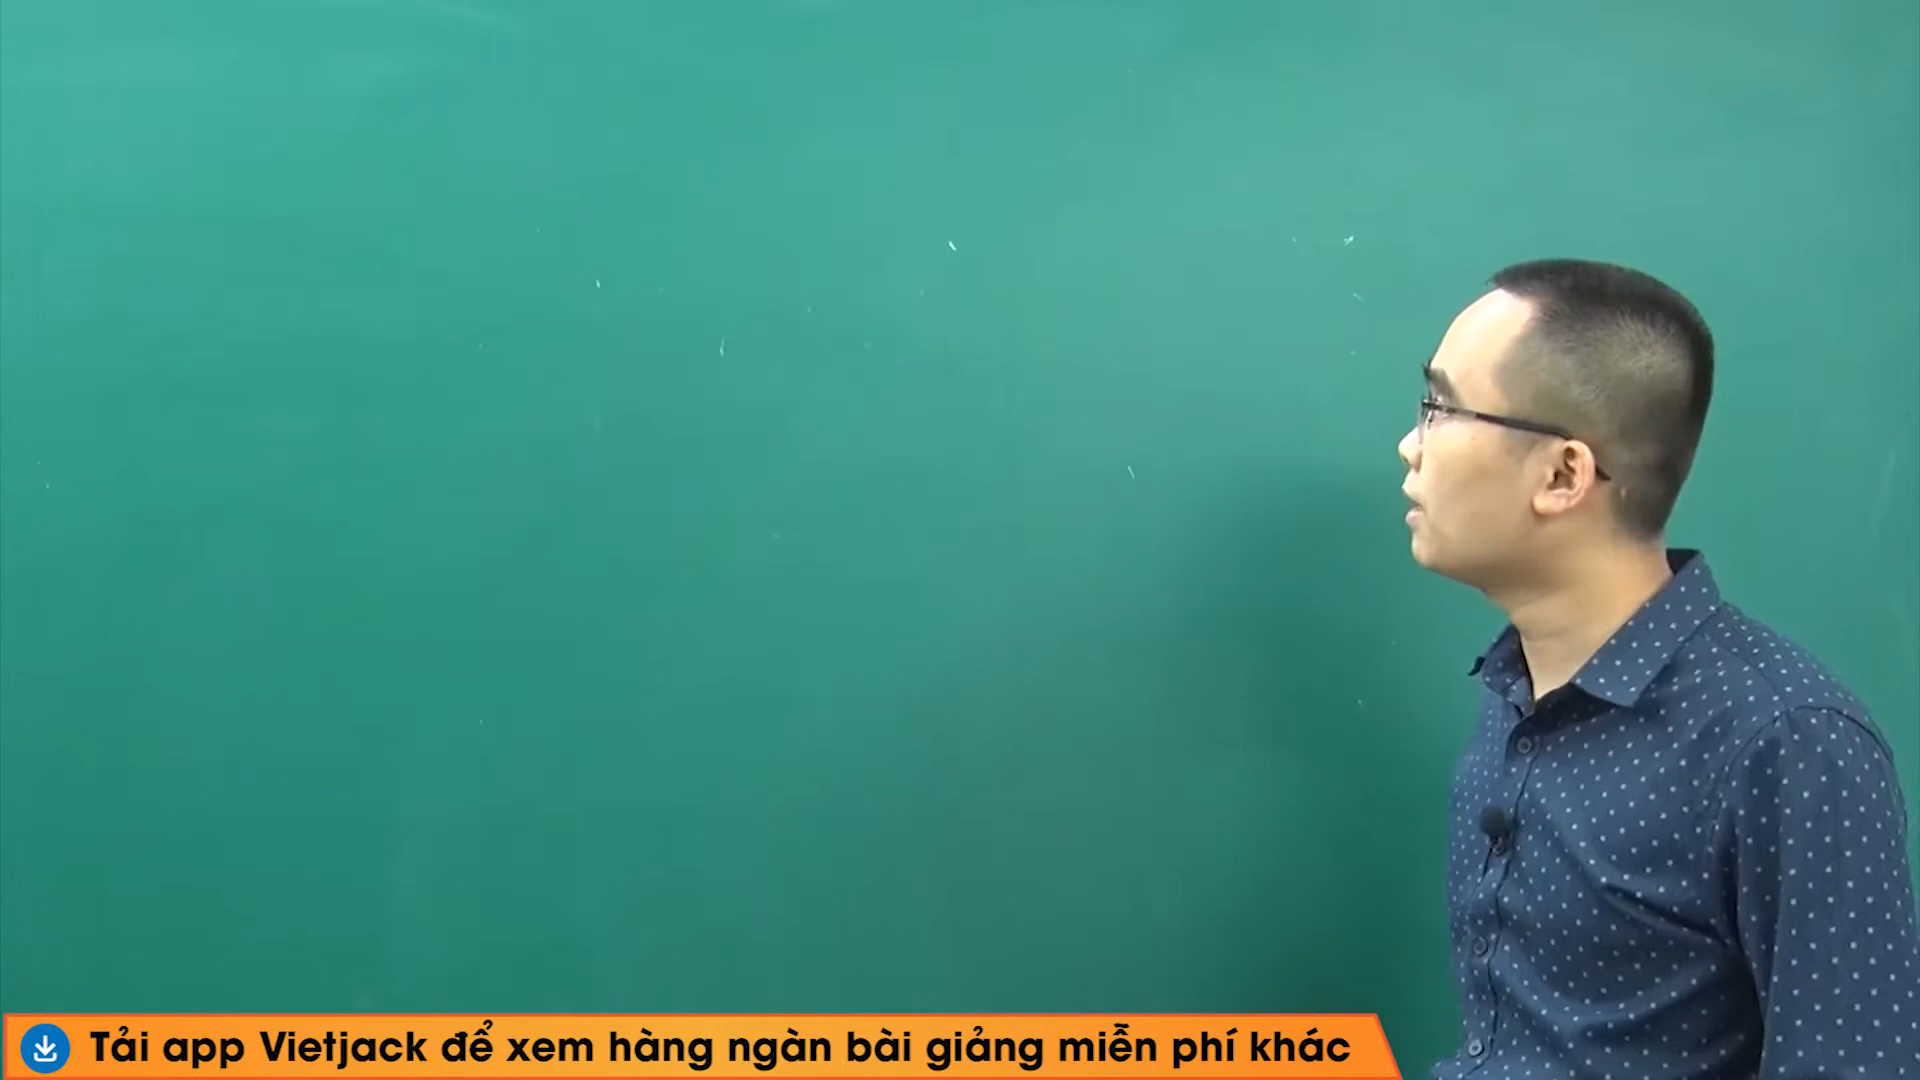 Tải app Vietjack để xem hàng ngàn bài giảng miễn phí khác